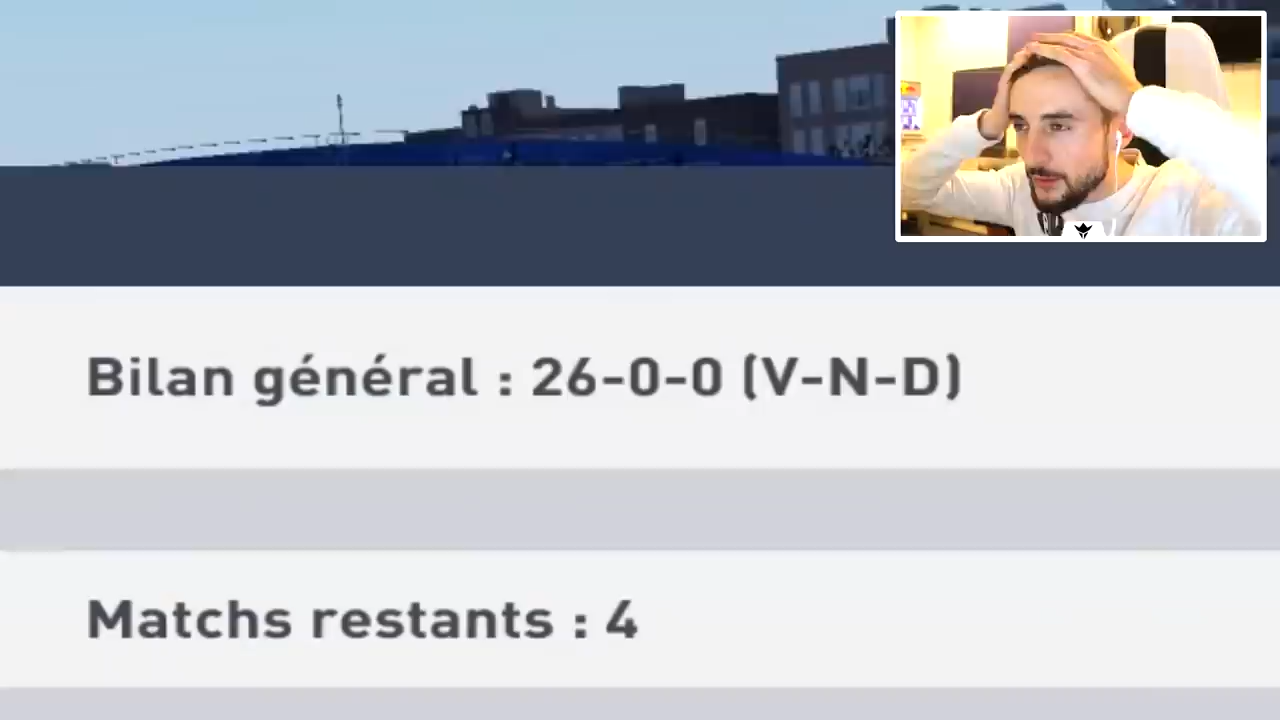 Bilan général : 26-0-0 (V-N-D)
Matchs restants : 4